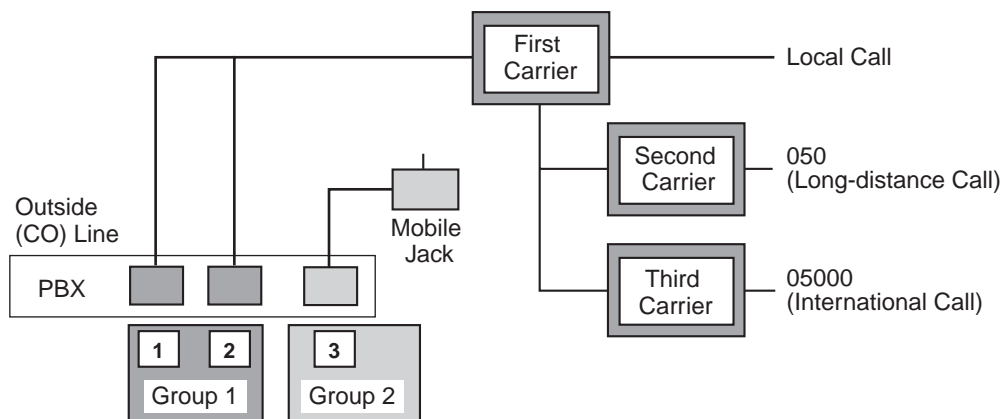 First
Carrier
Local Call
Second
Carrier
050
(Long-distance Call)
Outside
(CO) Line
Mobile
Jack
PBX
Third
Carrier
05000
(International Call)
1
2
3
Group 1
Group 2